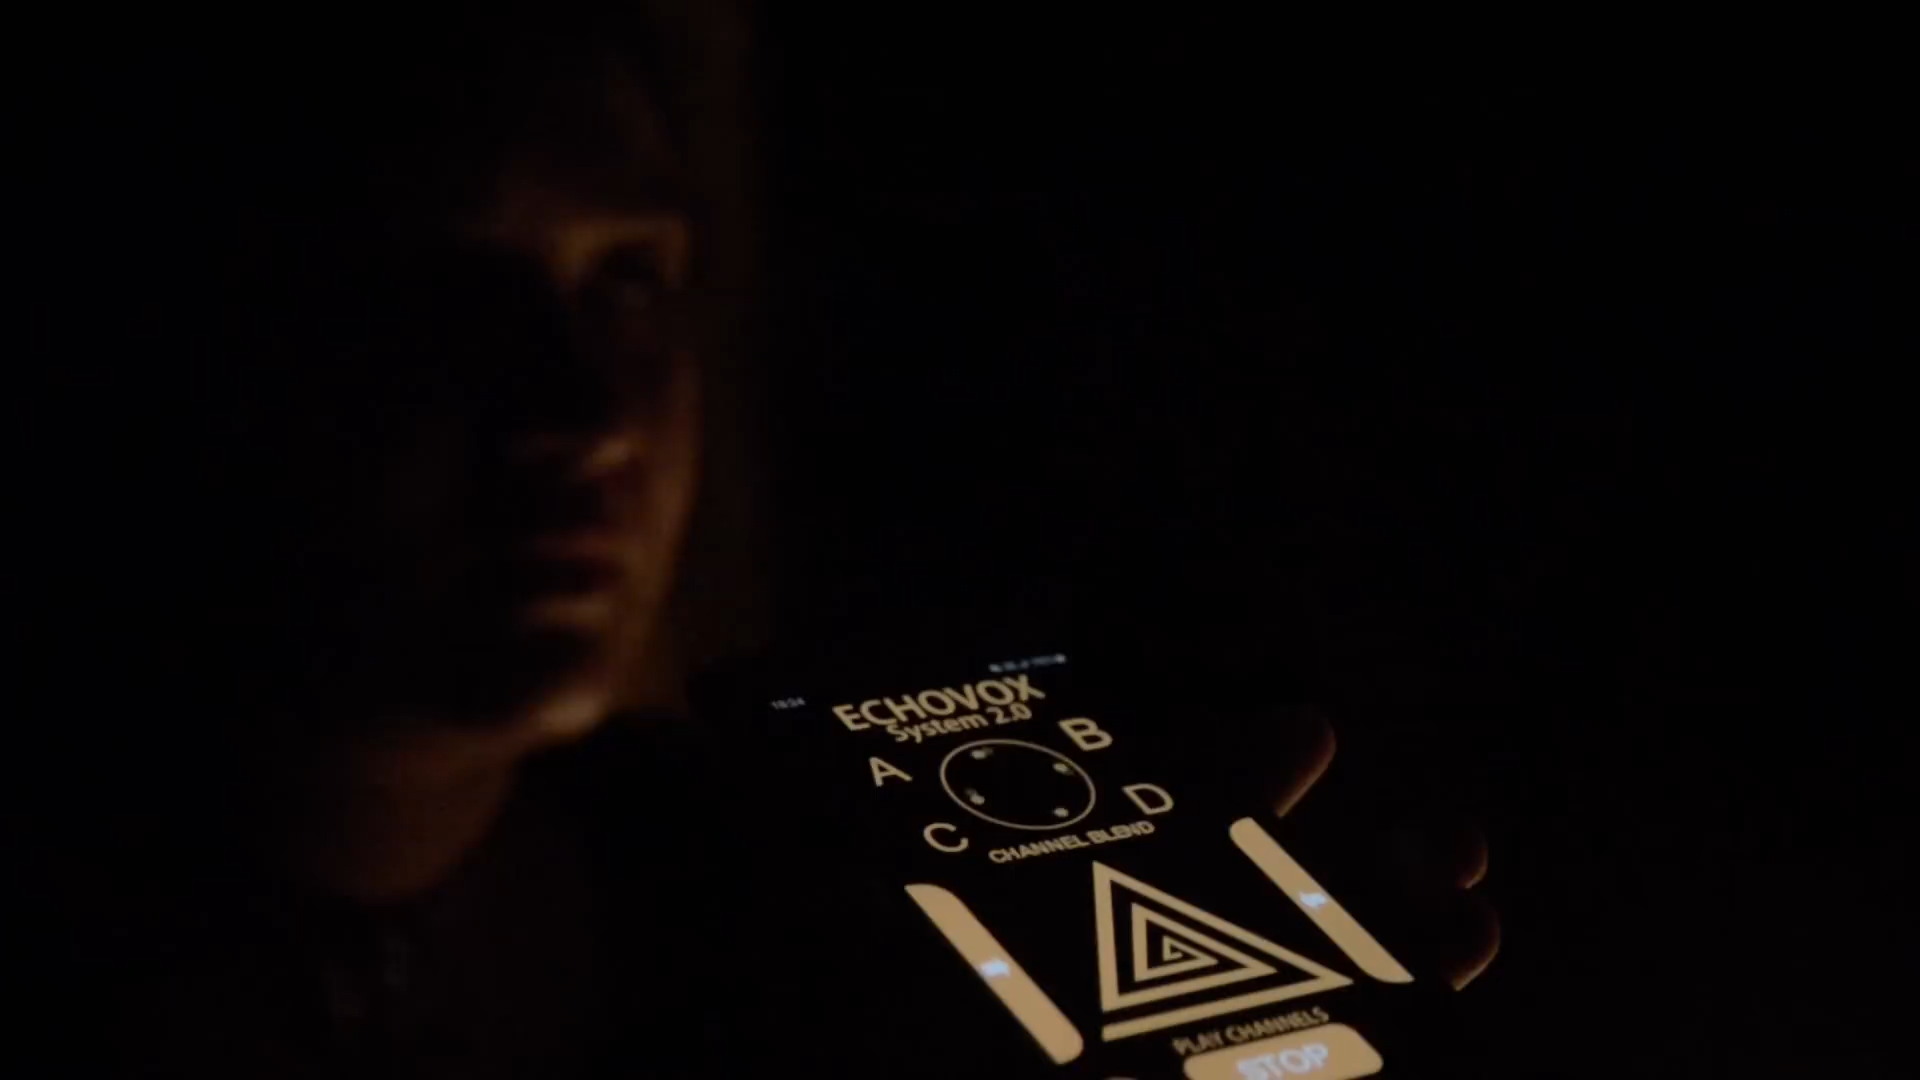 ECHOVOX
System 2.0
A
B
C
D
CHANNEL BLEND
PLAY CHANNELS
STOP